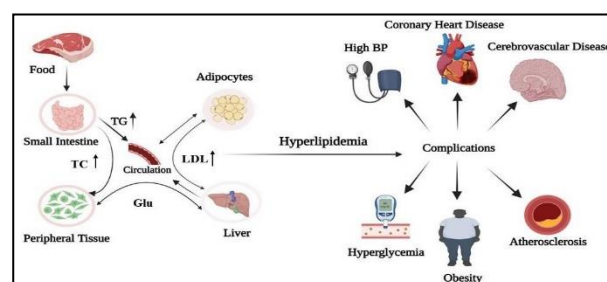 Coronary Heart Disease
High BP
Cerebrovascular Disease
Food
Adipocytes
Small Intestine
TG↑
TC ↑
Circulation
LDL↑
Hyperlipidemia
Complications
Glu
Peripheral Tissue
Liver
Hyperglycemia
Obesity
Atherosclerosis